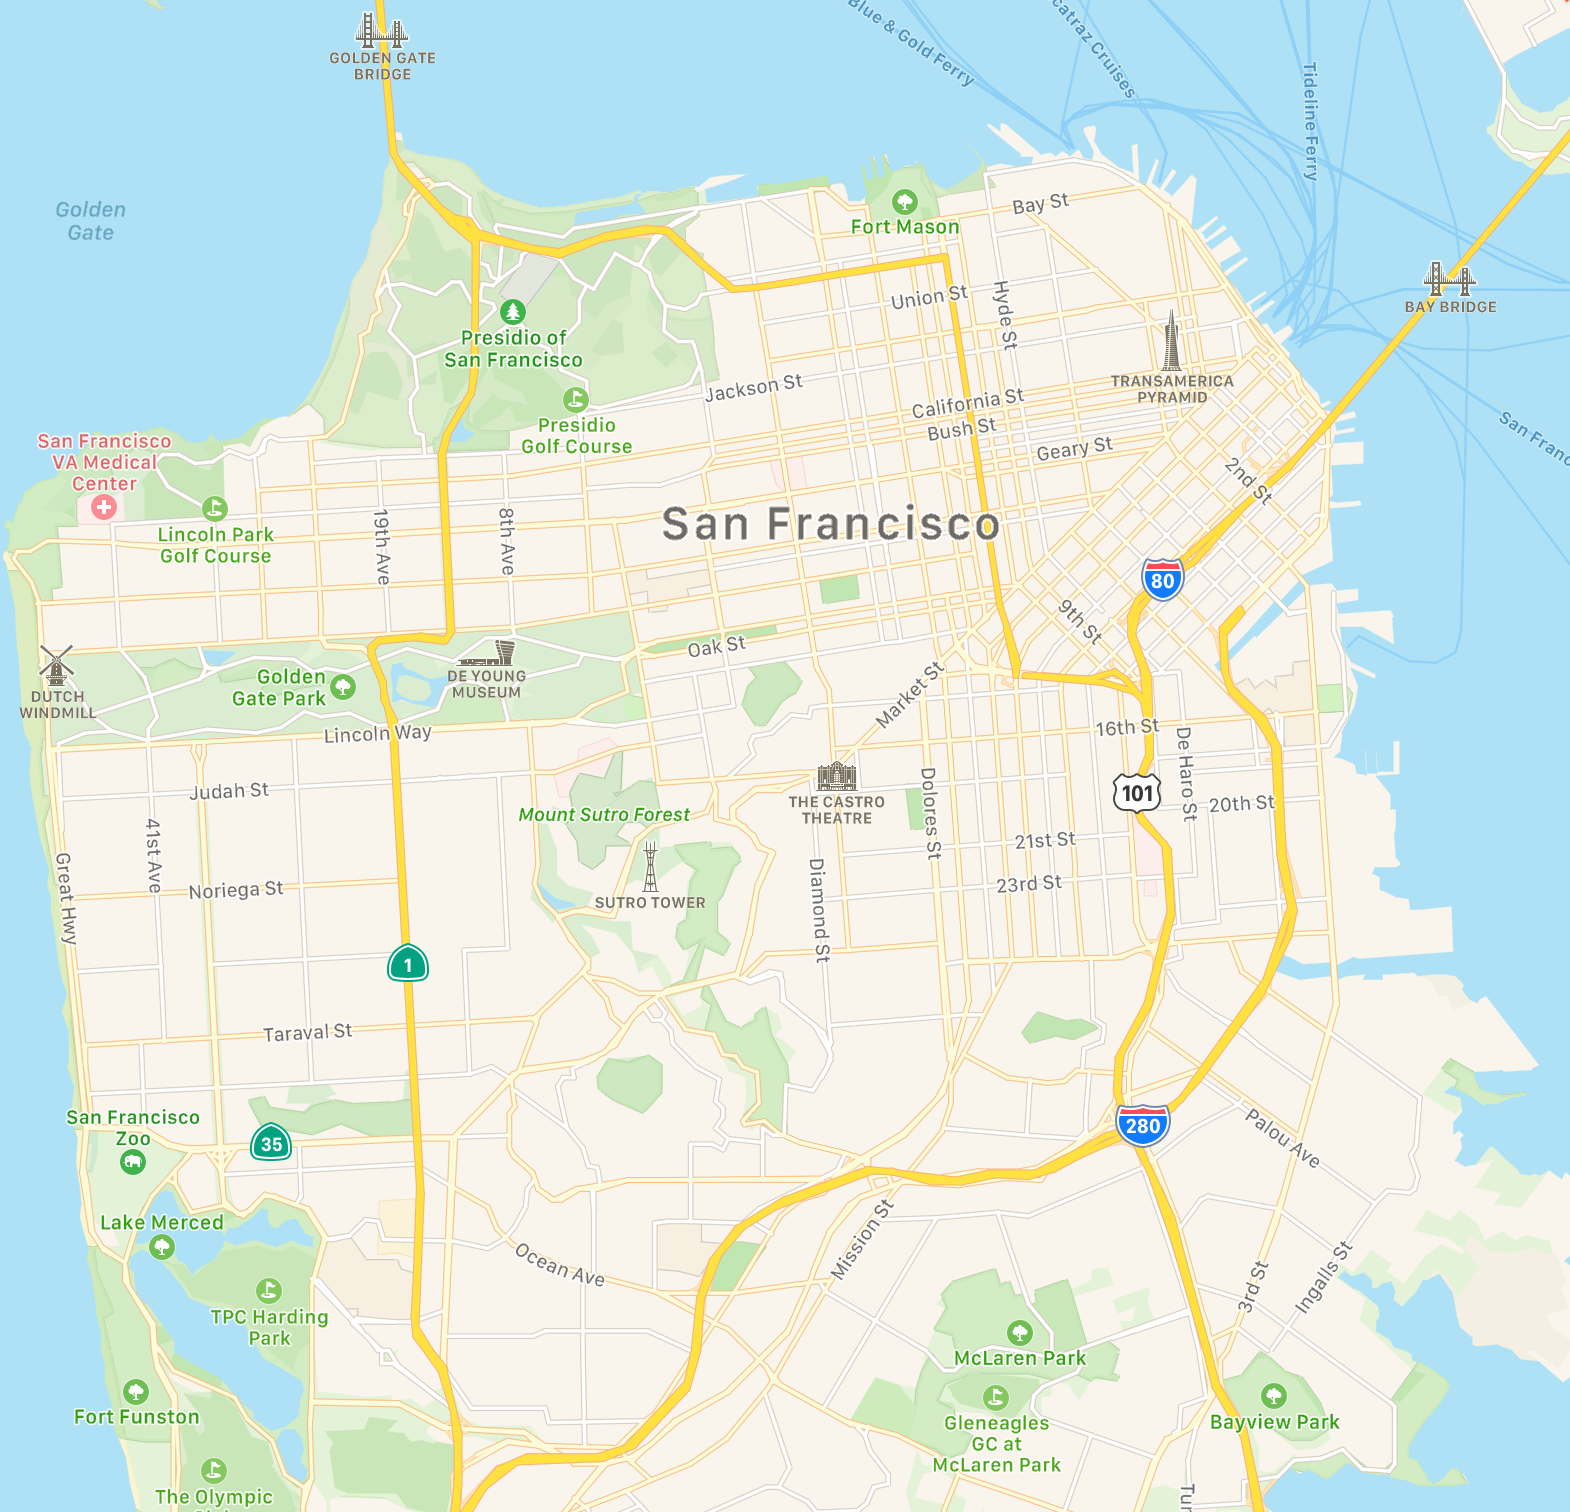 GOLDEN GATE
BRIDGE
Blue & Gold Ferry
catraz Cruises
Tideline Ferry
Golden
Gate
Fort Mason
Bay St
BAY BRIDGE
Union St
Hyde St
Presidio of
San Francisco
TRANSAMERICA
PYRAMID
Jackson St
California St
Presidio
Golf Course
Bush St
Geary St
San Franc
San Francisco
VA Medical
Center
2nd St
Lincoln Park
Golf Course
19th Ave
8th Ave
San Francisco
80
9th St
Oak St
DE YOUNG
MUSEUM
Golden
Gate Park
DUTCH
WINDMILL
Market St
Lincoln Way
16th St
De Haro St
Judah St
THE CASTRO
THEATRE
101
20th St
Mount Sutro Forest
Dolores St
41st Ave
21st St
Great Hwy
Noriega St
SUTRO TOWER
Diamond St
23rd St
1
Taraval St
San Francisco
Zoo
35
280
Palou Ave
Lake Merced
Ocean Ave
Mission St
3rd St
Ingalls St
TPC Harding
Park
McLaren Park
Fort Funston
Gleneagles
GC at
McLaren Park
Bayview Park
The Olympic
Tur